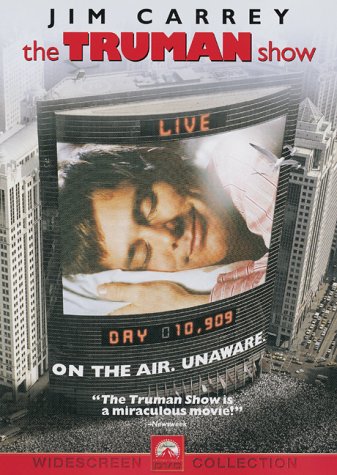 JIM CARREY
the TRUMAN show
LIVE
DAY 10,909
ON THE AIR. UNAWARE.
"The Truman Show is
a miraculous movie!"
—Newsweek
WIDESCREEN COLLECTION